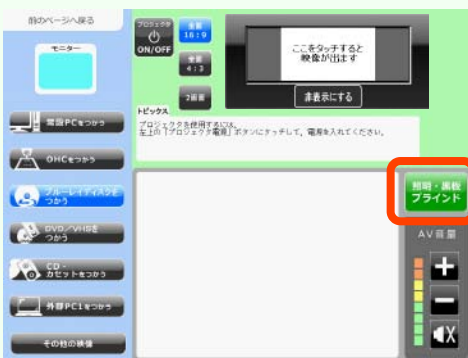 前のページへ戻る
モニター
常設PCをつかう
OHCをつかう
ブルーレイディスクを
つかう
DVD／VHSを
つかう
CD・
カセットをつかう
外部PC1をつかう
その他の映像
プロジェクタ
ON/OFF
全面
16:9
全面
4:3
2画面
ここをタッチすると
映像が出ます
非表示にする
トピックス
プロジェクタを使用するには、
左上の「プロジェクタ電源」ボタンにタッチして、電源を入れてください。
照明・黒板
ブラインド
AV音量